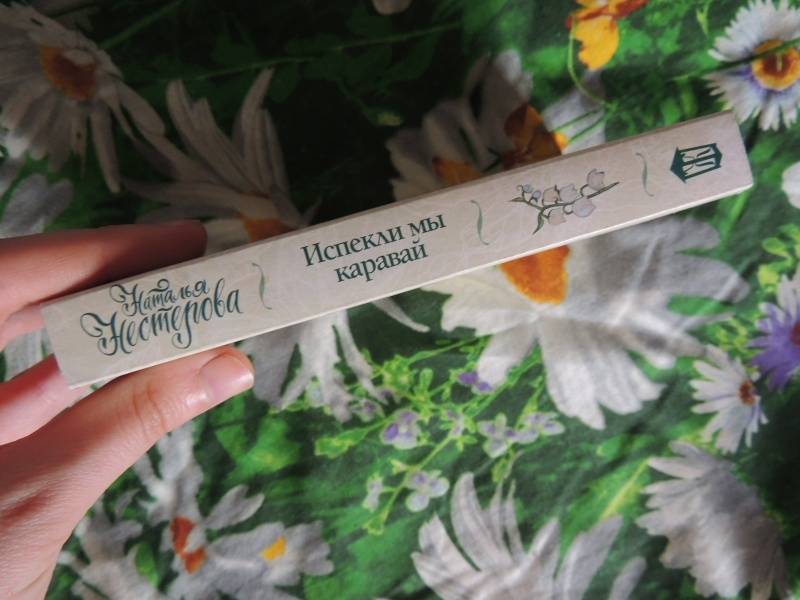 Наталья
Нестерова
Испекли мы
каравай